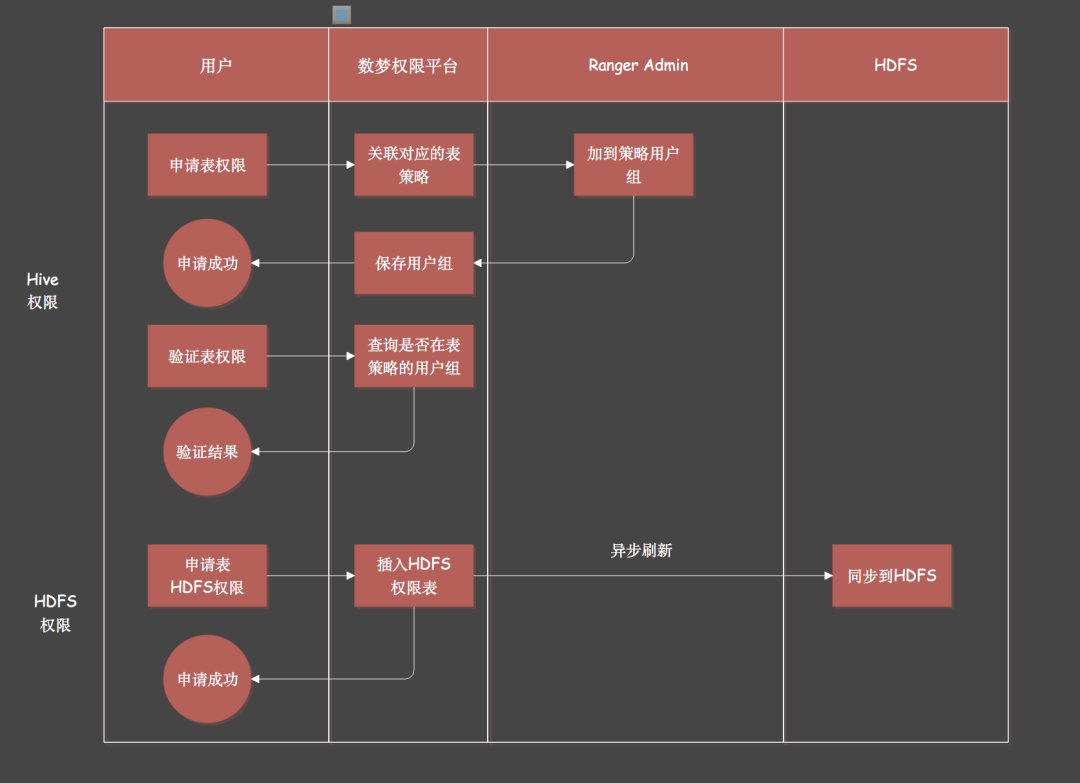 用户
数梦权限平台
Ranger Admin
HDFS
申请表权限
关联对应的表
策略
加到策略用户
组
申请成功
保存用户组
Hive
权限
验证表权限
查询是否在表
策略的用户组
验证结果
异步刷新
申请表
HDFS权限
插入HDFS
权限表
同步到HDFS
HDFS
权限
申请成功